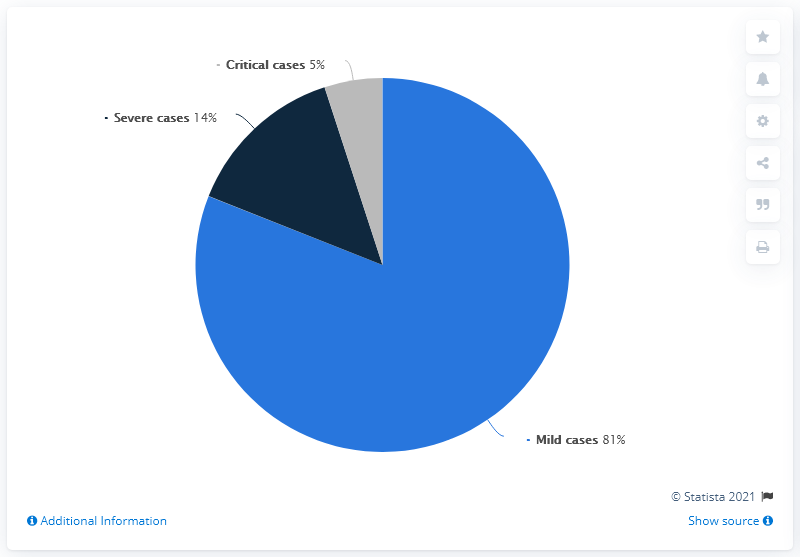 Critical cases 5%
Severe cases 14%
Mild cases 81%
© Statista 2021
Additional Information
Show source